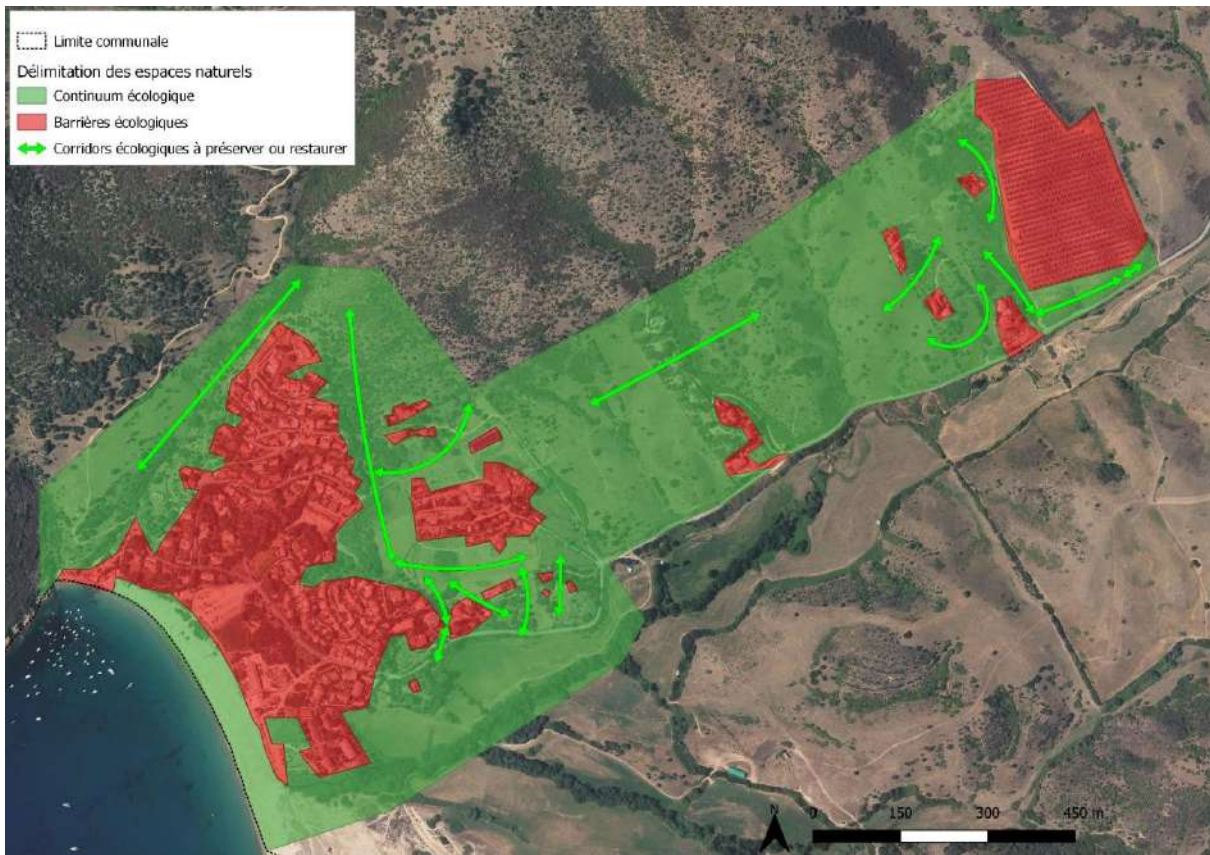 Limite communale
Délimitation des espaces naturels
Continuum écologique
Barrières écologiques
Corridors écologiques à préserver ou restaurer
N
0 150 300 450 m